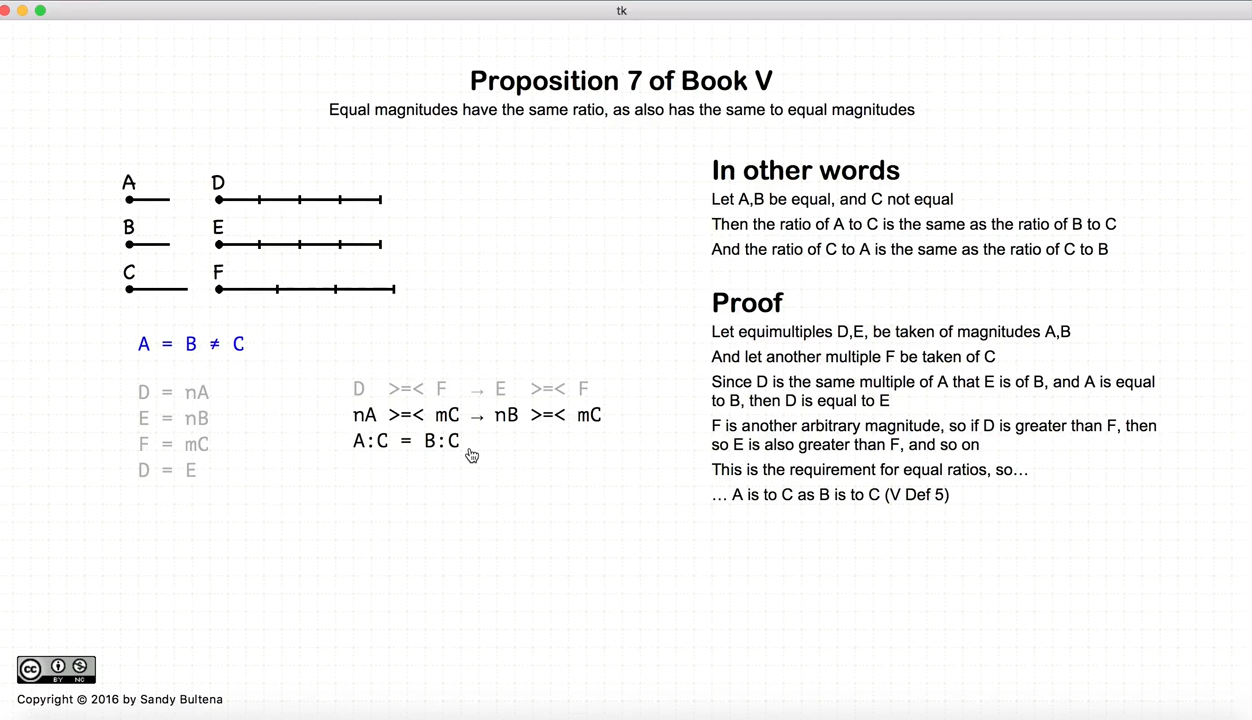 tk
Proposition 7 of Book V
Equal magnitudes have the same ratio, as also has the same to equal magnitudes
A D
B E
C F
A = B ≠ C
D = nA
E = nB
F = mC
D = E
D >=< F → E >=< F
nA >=< mC → nB >=< mC
A:C = B:C
In other words
Let A,B be equal, and C not equal
Then the ratio of A to C is the same as the ratio of B to C
And the ratio of C to A is the same as the ratio of C to B
Proof
Let equimultiples D,E, be taken of magnitudes A,B
And let another multiple F be taken of C
Since D is the same multiple of A that E is of B, and A is equal
to B, then D is equal to E
F is another arbitrary magnitude, so if D is greater than F, then
so E is also greater than F, and so on
This is the requirement for equal ratios, so…
… A is to C as B is to C (V Def 5)
cc
BY NC
Copyright © 2016 by Sandy Bultena